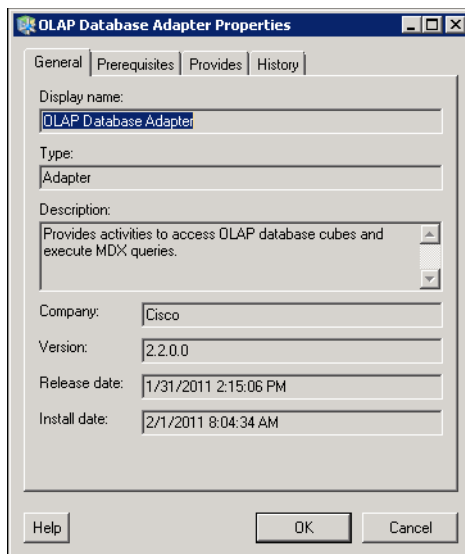 OLAP Database Adapter Properties
General Prerequisites Provides History
Display name:
OLAP Database Adapter
Type:
Adapter
Description:
Provides activities to access OLAP database cubes and
execute MDX queries.
Company: Cisco
Version: 2.2.0.0
Release date: 1/31/2011 2:15:06 PM
Install date: 2/1/2011 8:04:34 AM
Help OK Cancel